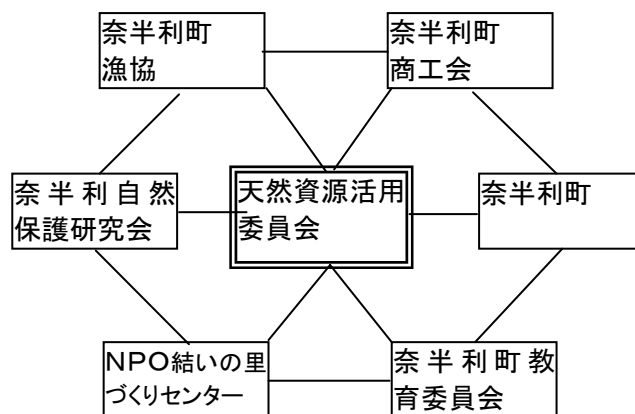 奈半利町
漁協
奈半利町
商工会
奈半利自然
保護研究会
天然資源活用
委員会
奈半利町
NPO結いの里
づくりセンター
奈半利町教
育委員会